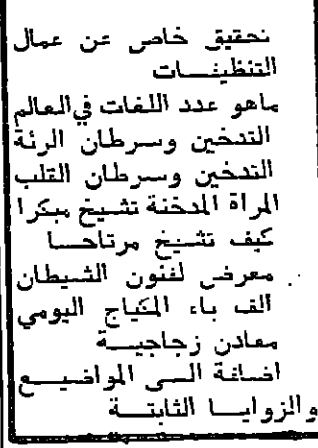 تحقيق خاص عن عمال
التنظيفات
ماهو عدد اللغات في العالم
التدخين وسرطان الرئة
التدخين وسرطان القلب
المراة المدخنة تشيخ مبكرا
كيف تشيخ مرتاحا
معرض لفنون الشيطان
الف باء المكياج اليومي
معادن زجاجية
اضافة الى المواضيع
والزوايا الثابتة